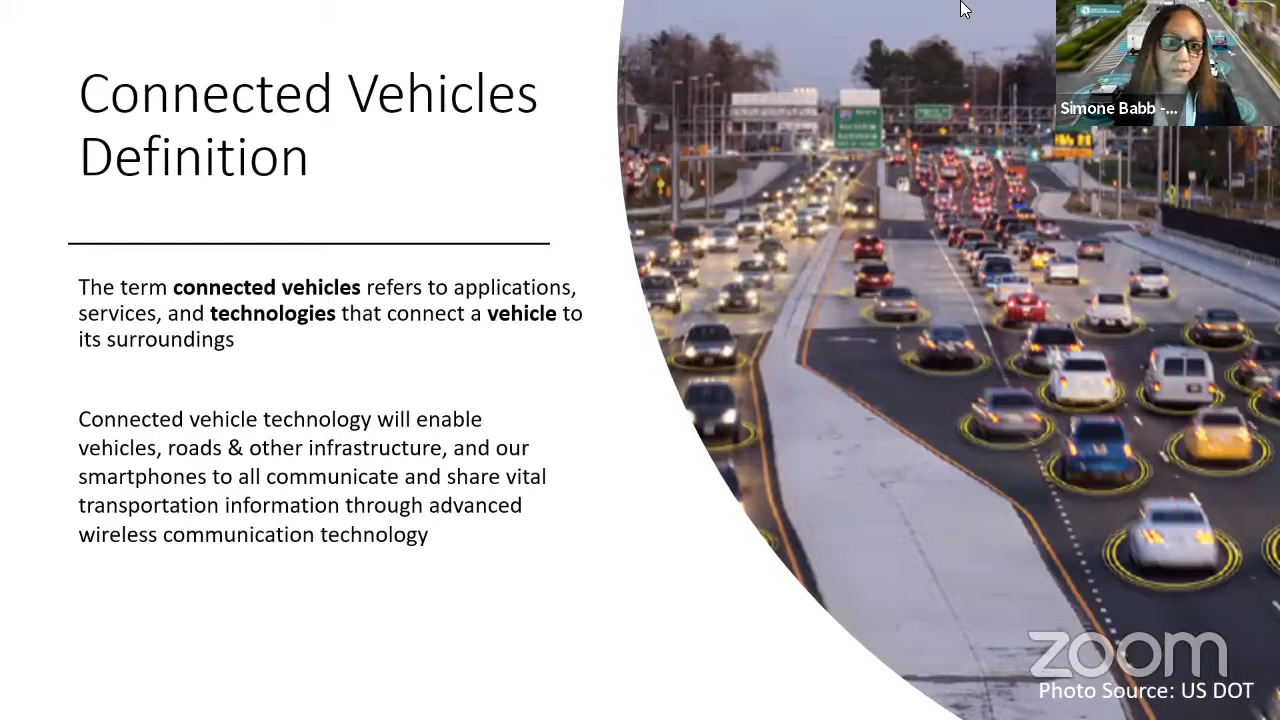 Connected Vehicles
Definition
The term connected vehicles refers to applications,
services, and technologies that connect a vehicle to
its surroundings
Connected vehicle technology will enable
vehicles, roads & other infrastructure, and our
smartphones to all communicate and share vital
transportation information through advanced
wireless communication technology
Simone Babb -...
zoom
Photo Source: US DOT